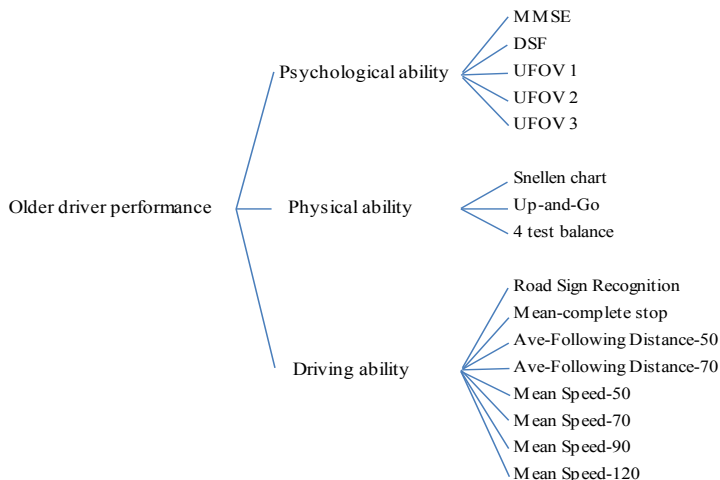 Older driver performance
Psychological ability
MMSE
DSF
UFOV 1
UFOV 2
UFOV 3
Physical ability
Snellen chart
Up-and-Go
4 test balance
Driving ability
Road Sign Recognition
Mean-complete stop
Ave-Following Distance-50
Ave-Following Distance-70
Mean Speed-50
Mean Speed-70
Mean Speed-90
Mean Speed-120